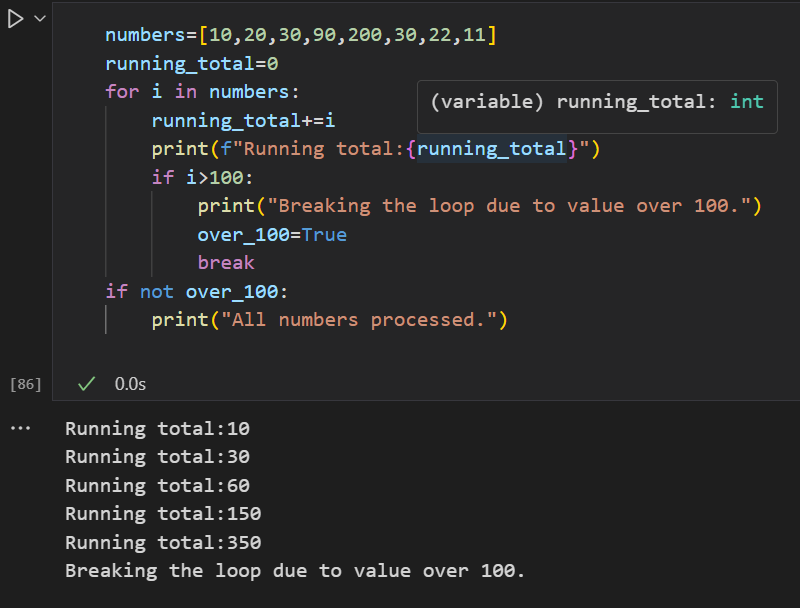 numbers=[10,20,30,90,200,30,22,11]
running_total=0
for i in numbers:
(variable) running_total: int
    running_total+=i
    print(f"Running total:{running_total}")
    if i>100:
        print("Breaking the loop due to value over 100.")
        over_100=True
        break
if not over_100:
    print("All numbers processed.")
[86] 0.0s
Running total:10
Running total:30
Running total:60
Running total:150
Running total:350
Breaking the loop due to value over 100.